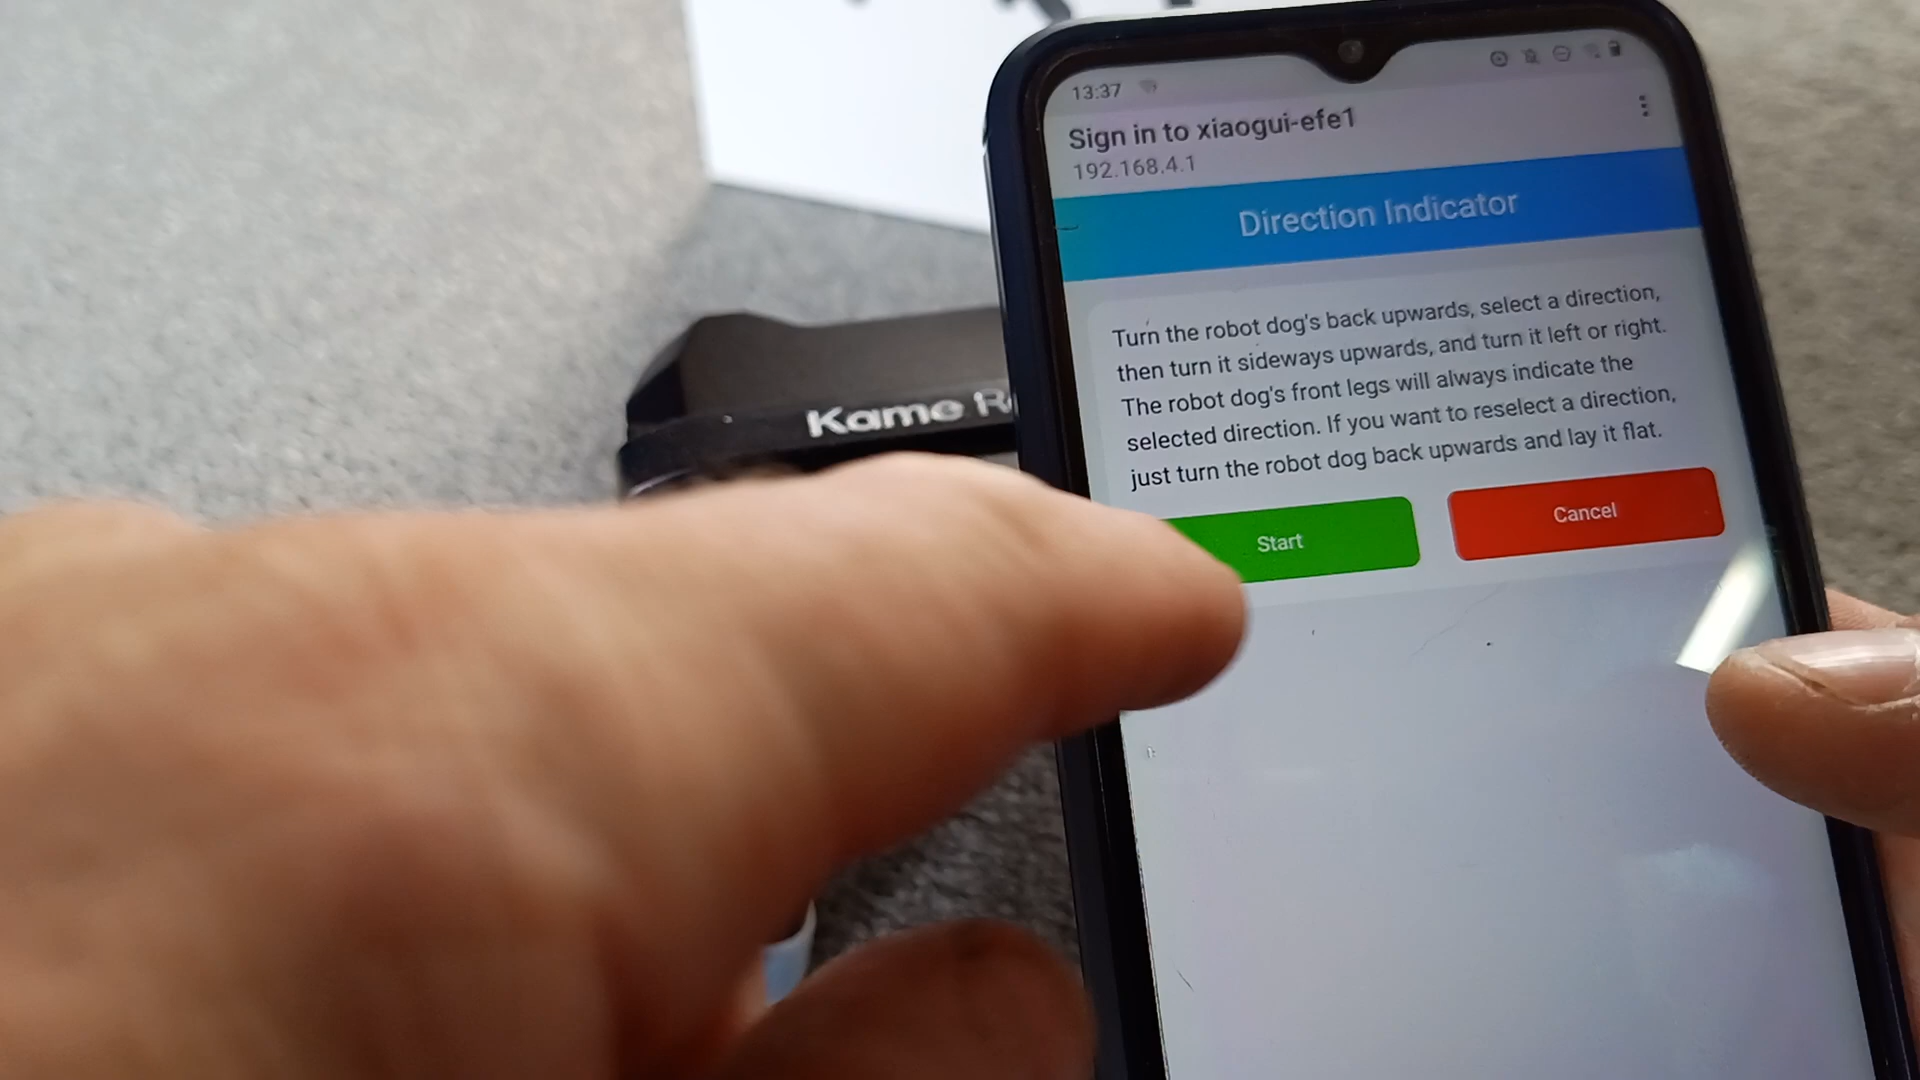 13:37
Sign in to xiaogui-efe1
192.168.4.1
Direction Indicator
Turn the robot dog's back upwards, select a direction,
then turn it sideways upwards, and turn it left or right.
The robot dog's front legs will always indicate the
selected direction. If you want to reselect a direction,
just turn the robot dog back upwards and lay it flat.
Start
Cancel
Kame